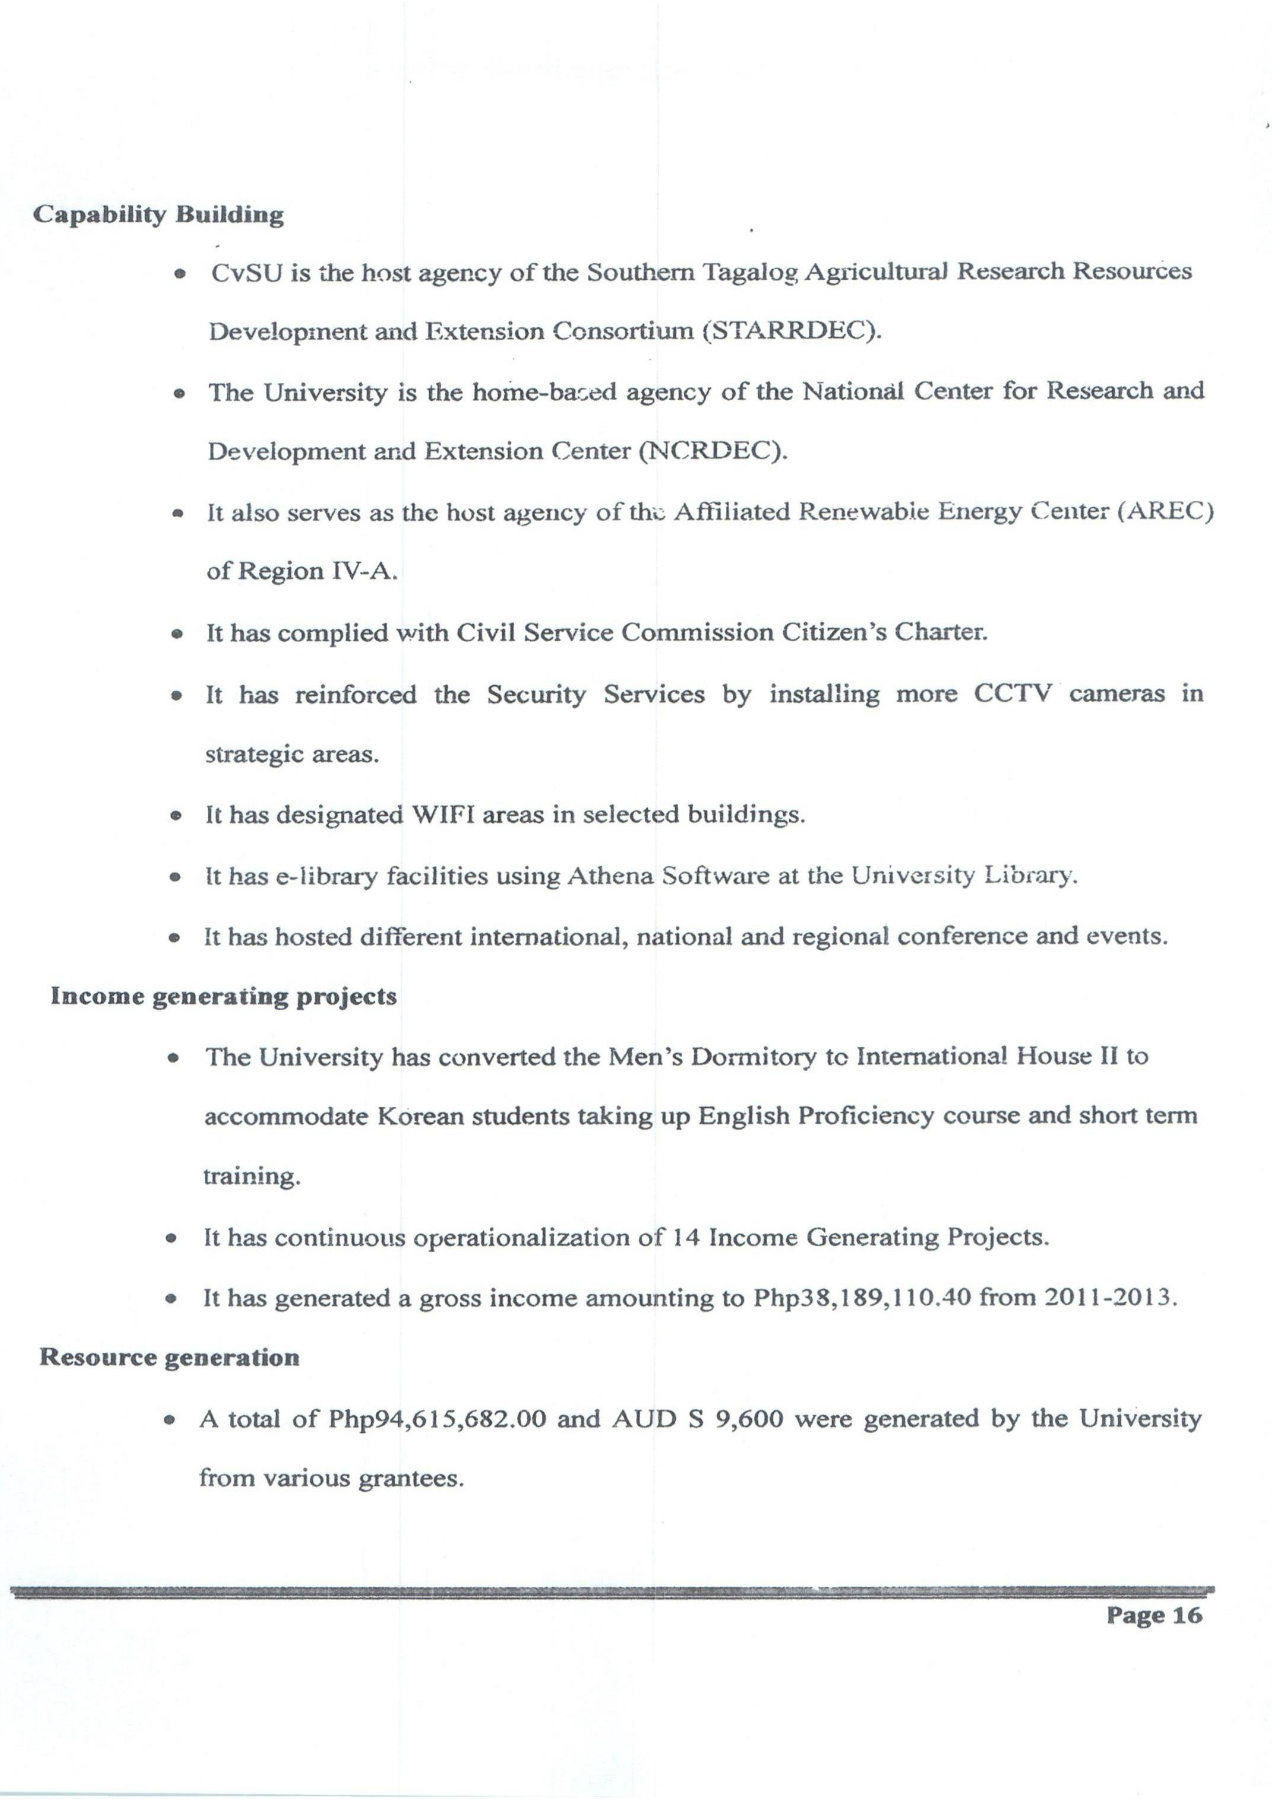 Capability Building
• CvSU is the host agency of the Southern Tagalog Agricultural Research Resources
Development and Extension Consortium (STARRDEC).
• The University is the home-based agency of the National Center for Research and
Development and Extension Center (NCRDEC).
• It also serves as the host agency of the Affiliated Renewable Energy Center (AREC)
of Region IV-A.
• It has complied with Civil Service Commission Citizen's Charter.
• It has reinforced the Security Services by installing more CCTV cameras in
strategic areas.
• It has designated WIFI areas in selected buildings.
• It has e-library facilities using Athena Software at the University Library.
• It has hosted different international, national and regional conference and events.
Income generating projects
• The University has converted the Men's Dormitory to International House II to
accommodate Korean students taking up English Proficiency course and short term
training.
• It has continuous operationalization of 14 Income Generating Projects.
• It has generated a gross income amounting to Php38,189,110.40 from 2011-2013.
Resource generation
• A total of Php94,615,682.00 and AUD S 9,600 were generated by the University
from various grantees.
Page 16